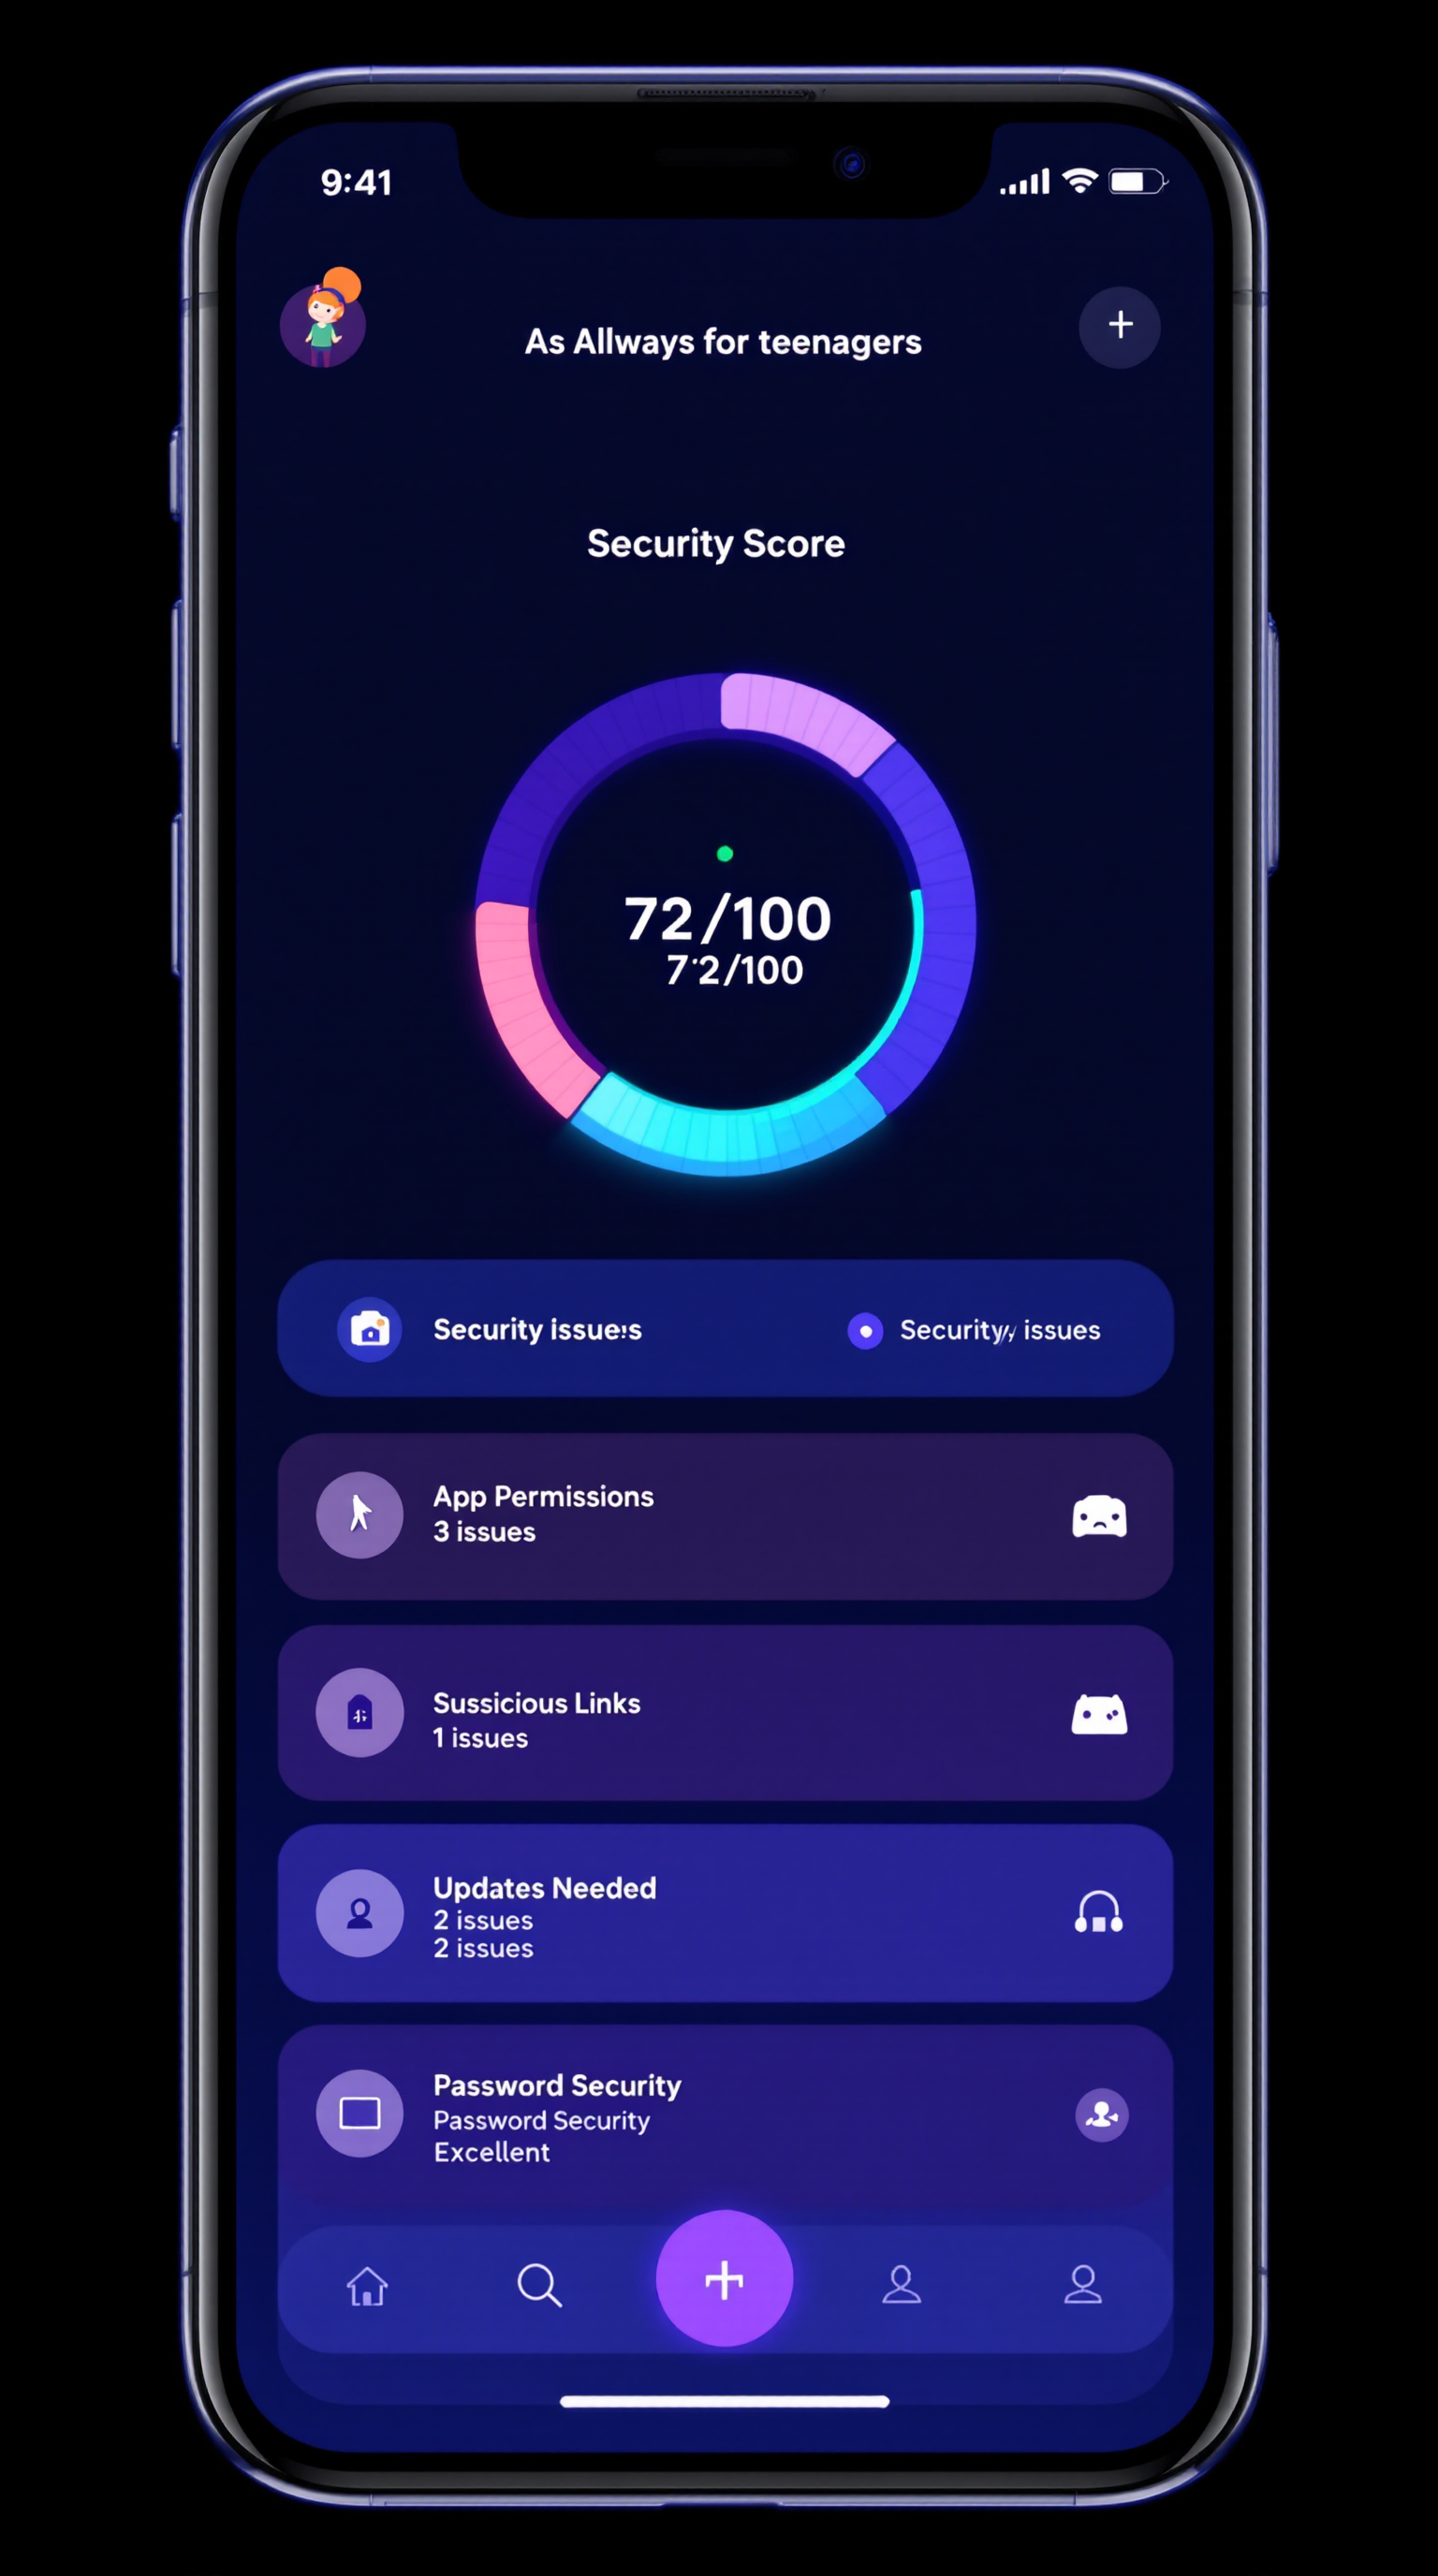 9:41
As Allways for teenagers
Security Score
72/100
7'2/100
Security issues
Security issues
App Permissions
3 issues
Sussicious Links
1 issues
Updates Needed
2 issues
2 issues
Password Security
Password Security
Excellent